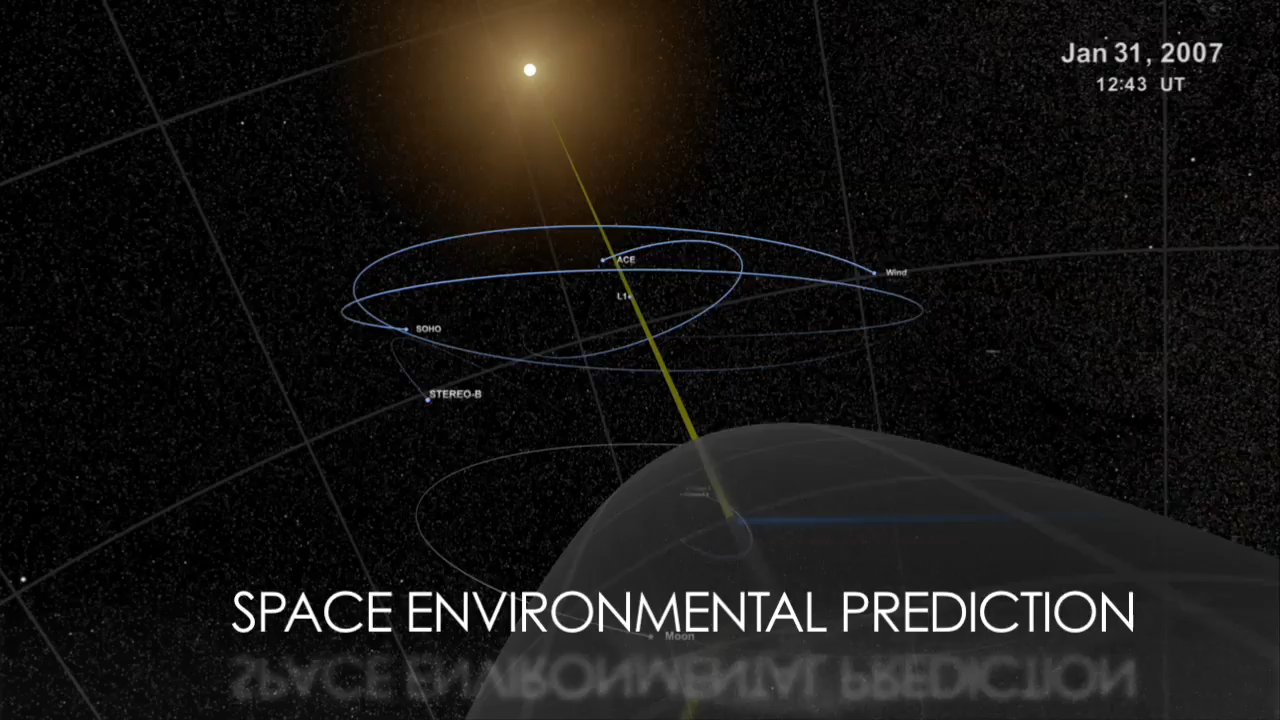 Jan 31, 2007
12:43 UT
ACE
Wind
L1
SOHO
STEREO-B
SPACE ENVIRONMENTAL PREDICTION
Moon